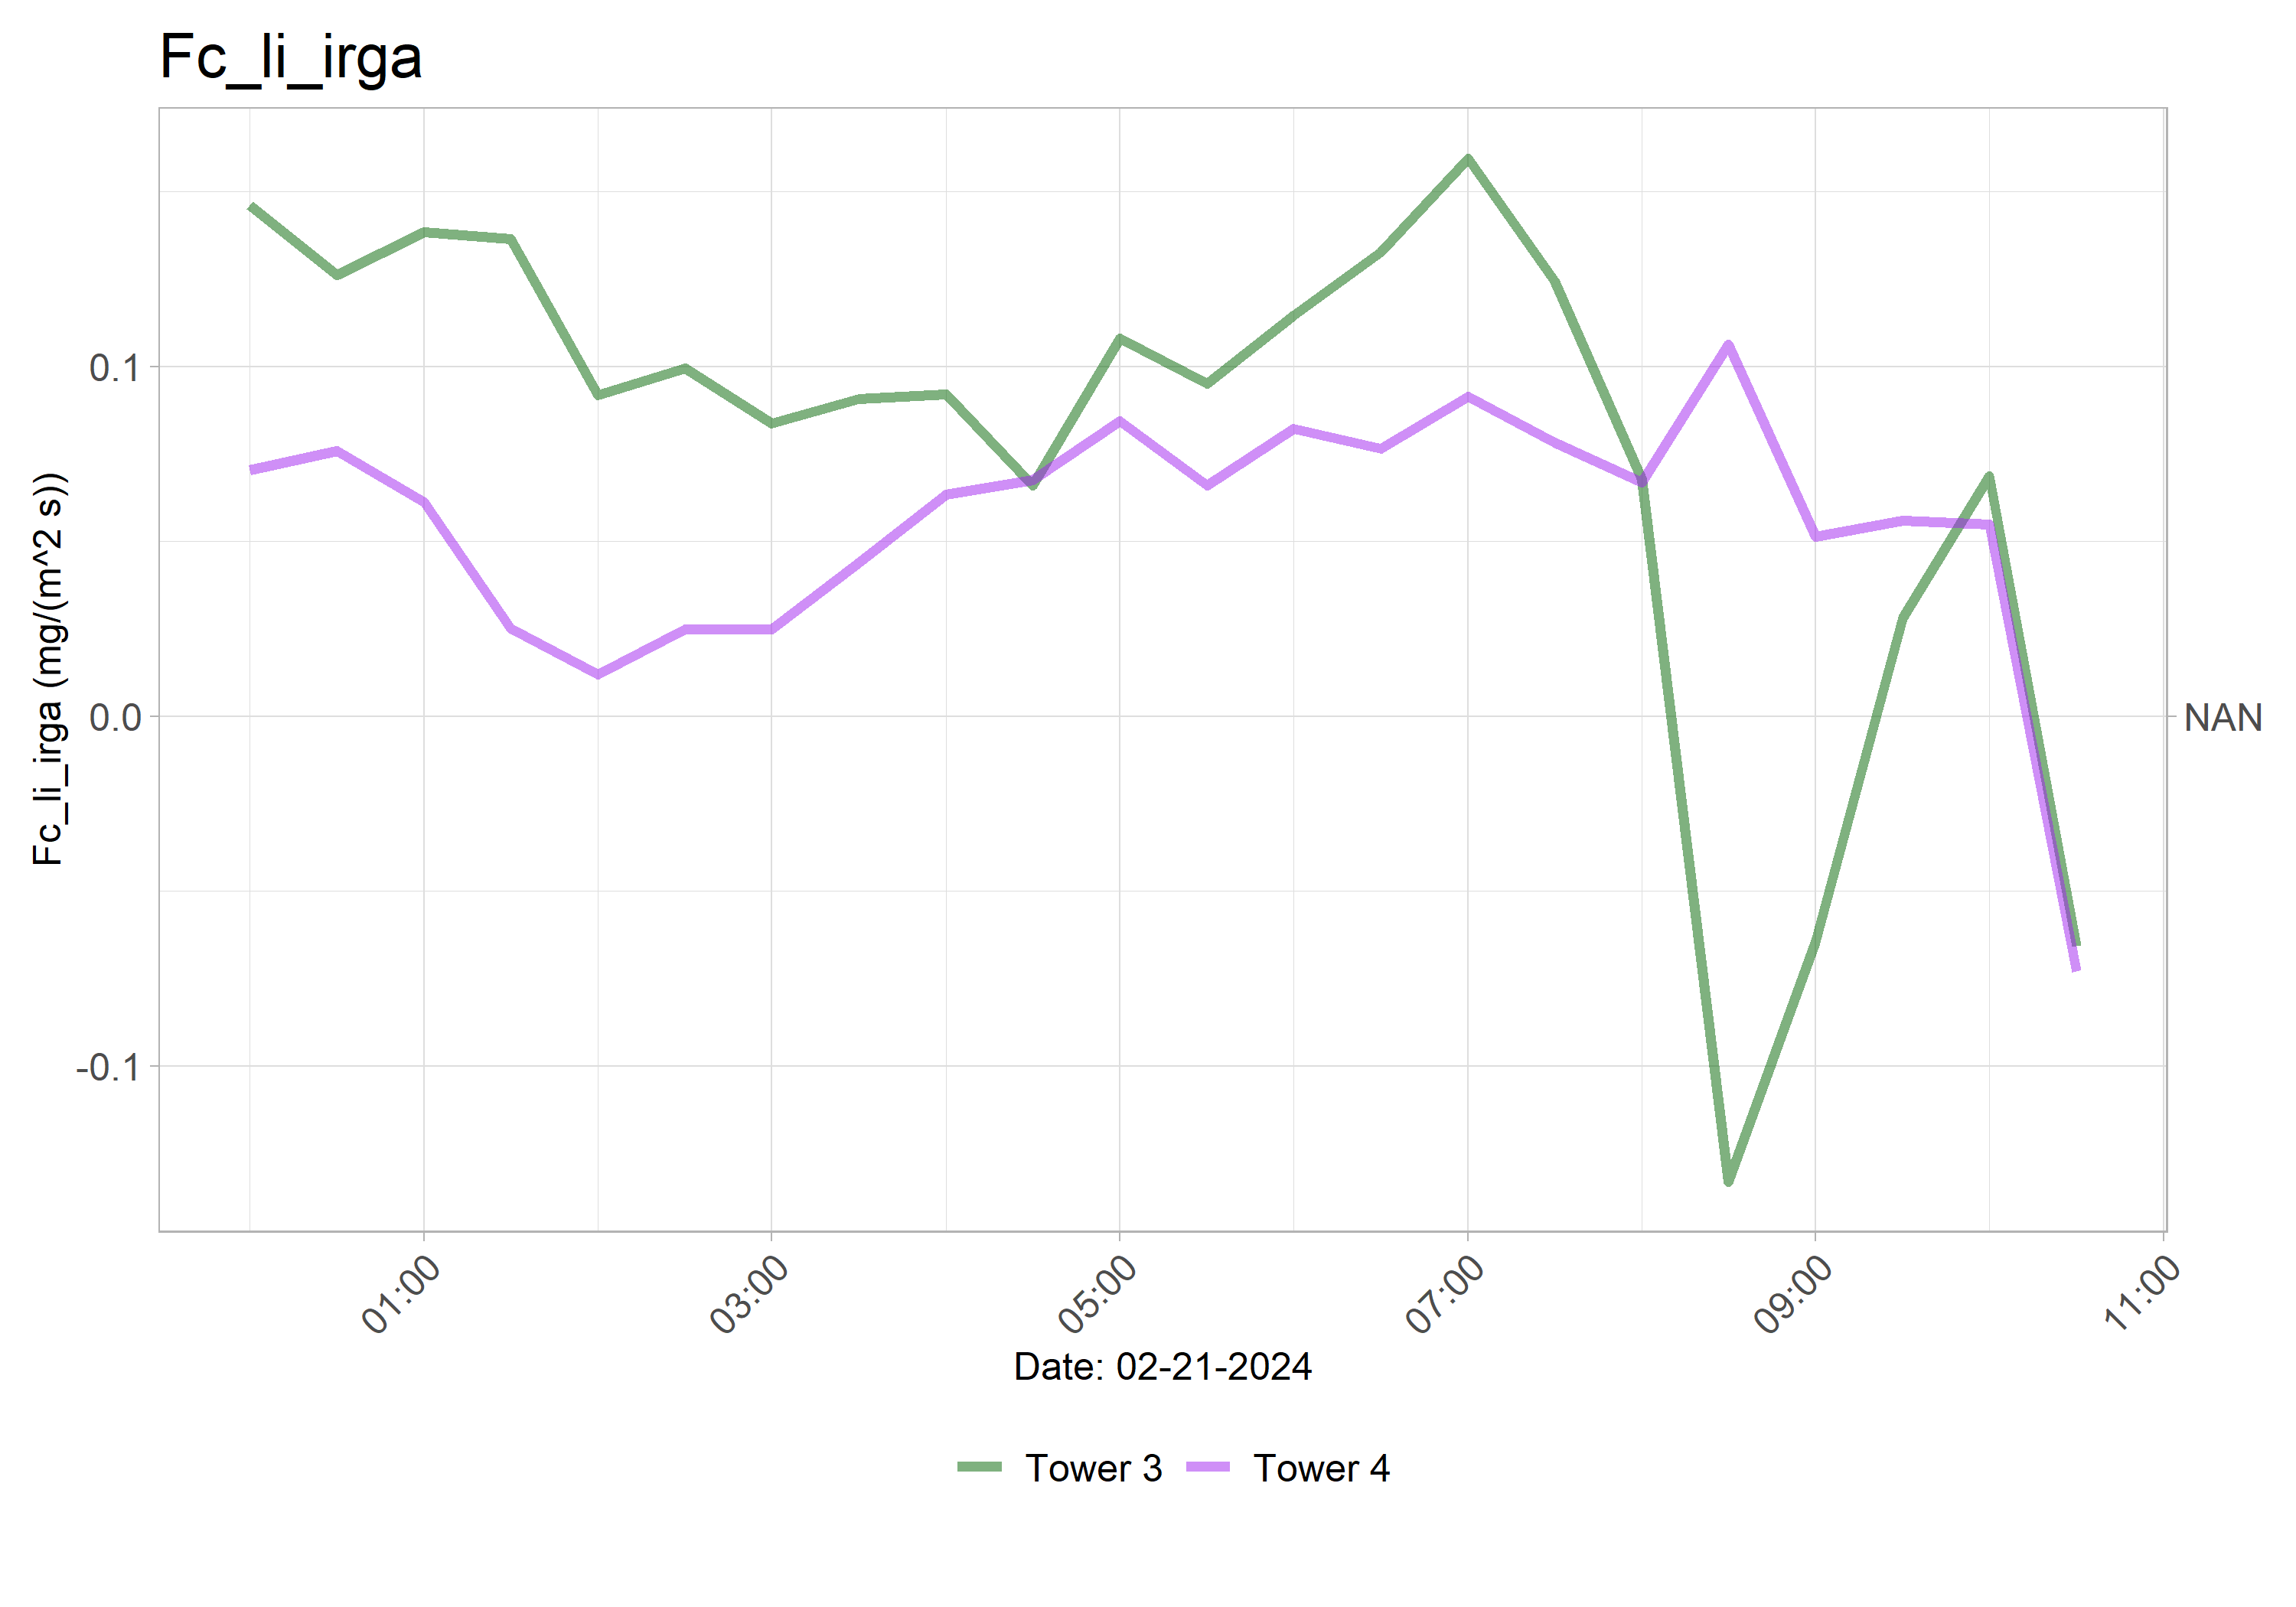 Fc_li_irga
Fc_li_irga (mg/(m^2 s))
0.1
0.0
-0.1
NAN
01:00
03:00
05:00
07:00
09:00
11:00
Date: 02-21-2024
Tower 3
Tower 4